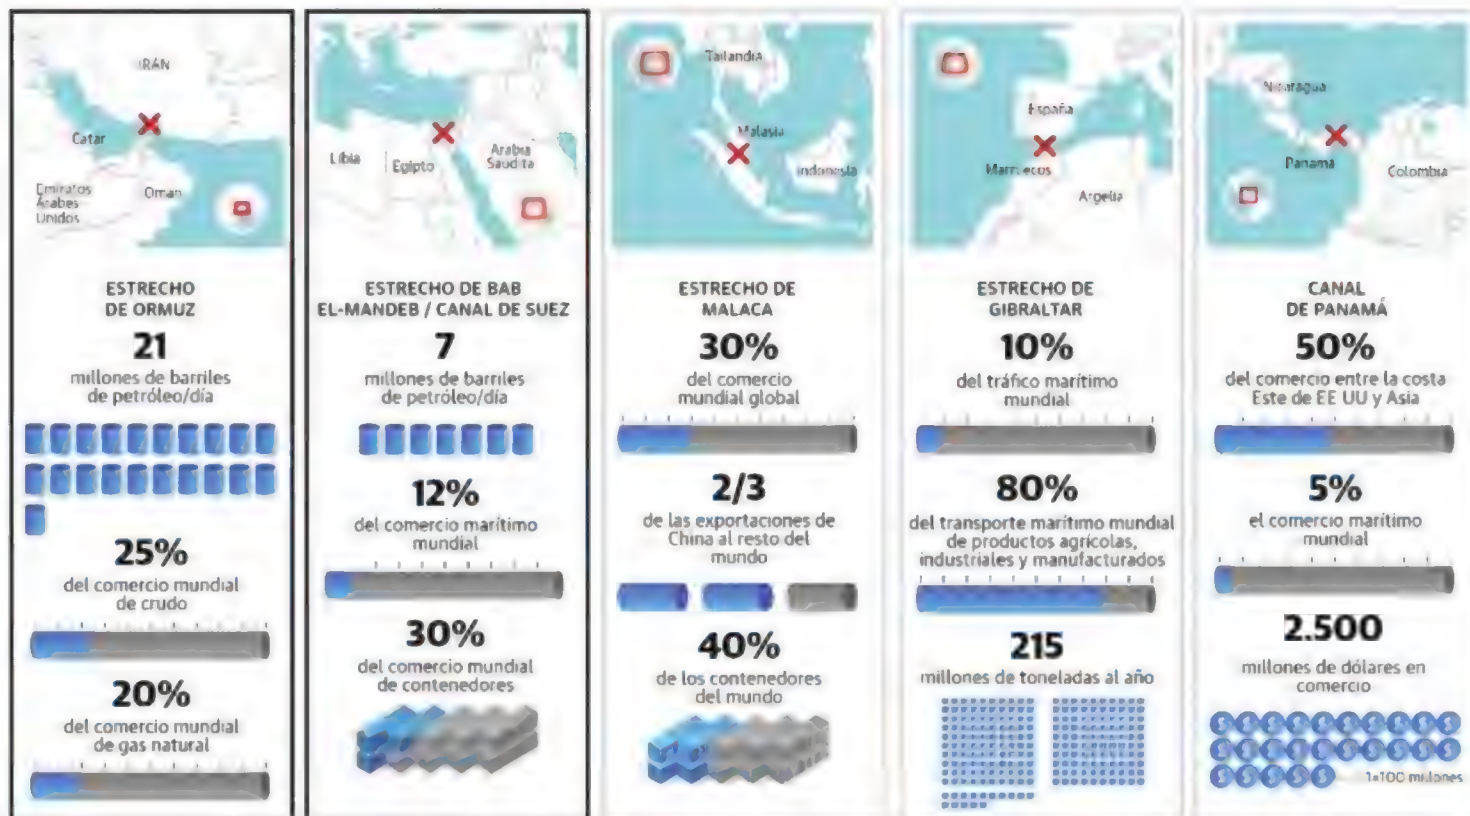 IRÁN
Catar
Emiratos
Árabes
Unidos
Oman
ESTRECHO
DE ORMUZ
21
millones de barriles
de petróleo/día
25%
del comercio mundial
de crudo
20%
del comercio mundial
de gas natural
Libia
Egipto
Arabia
Saudita
ESTRECHO DE BAB
EL-MANDEB / CANAL DE SUEZ
7
millones de barriles
de petróleo/día
12%
del comercio marítimo
mundial
30%
del comercio mundial
de contenedores
Tailandia
Malasia
Indonesia
ESTRECHO DE
MALACA
30%
del comercio
mundial global
2/3
de las exportaciones de
China al resto del
mundo
40%
de los contenedores
del mundo
España
Marruecos
Argelia
ESTRECHO DE
GIBRALTAR
10%
del tráfico marítimo
mundial
80%
del transporte marítimo mundial
de productos agrícolas,
industriales y manufacturados
215
millones de toneladas al año
Nicaragua
Panamá
Colombia
CANAL
DE PANAMÁ
50%
del comercio entre la costa
Este de EE UU y Asia
5%
el comercio marítimo
mundial
2.500
millones de dólares en
comercio
1=100 millones